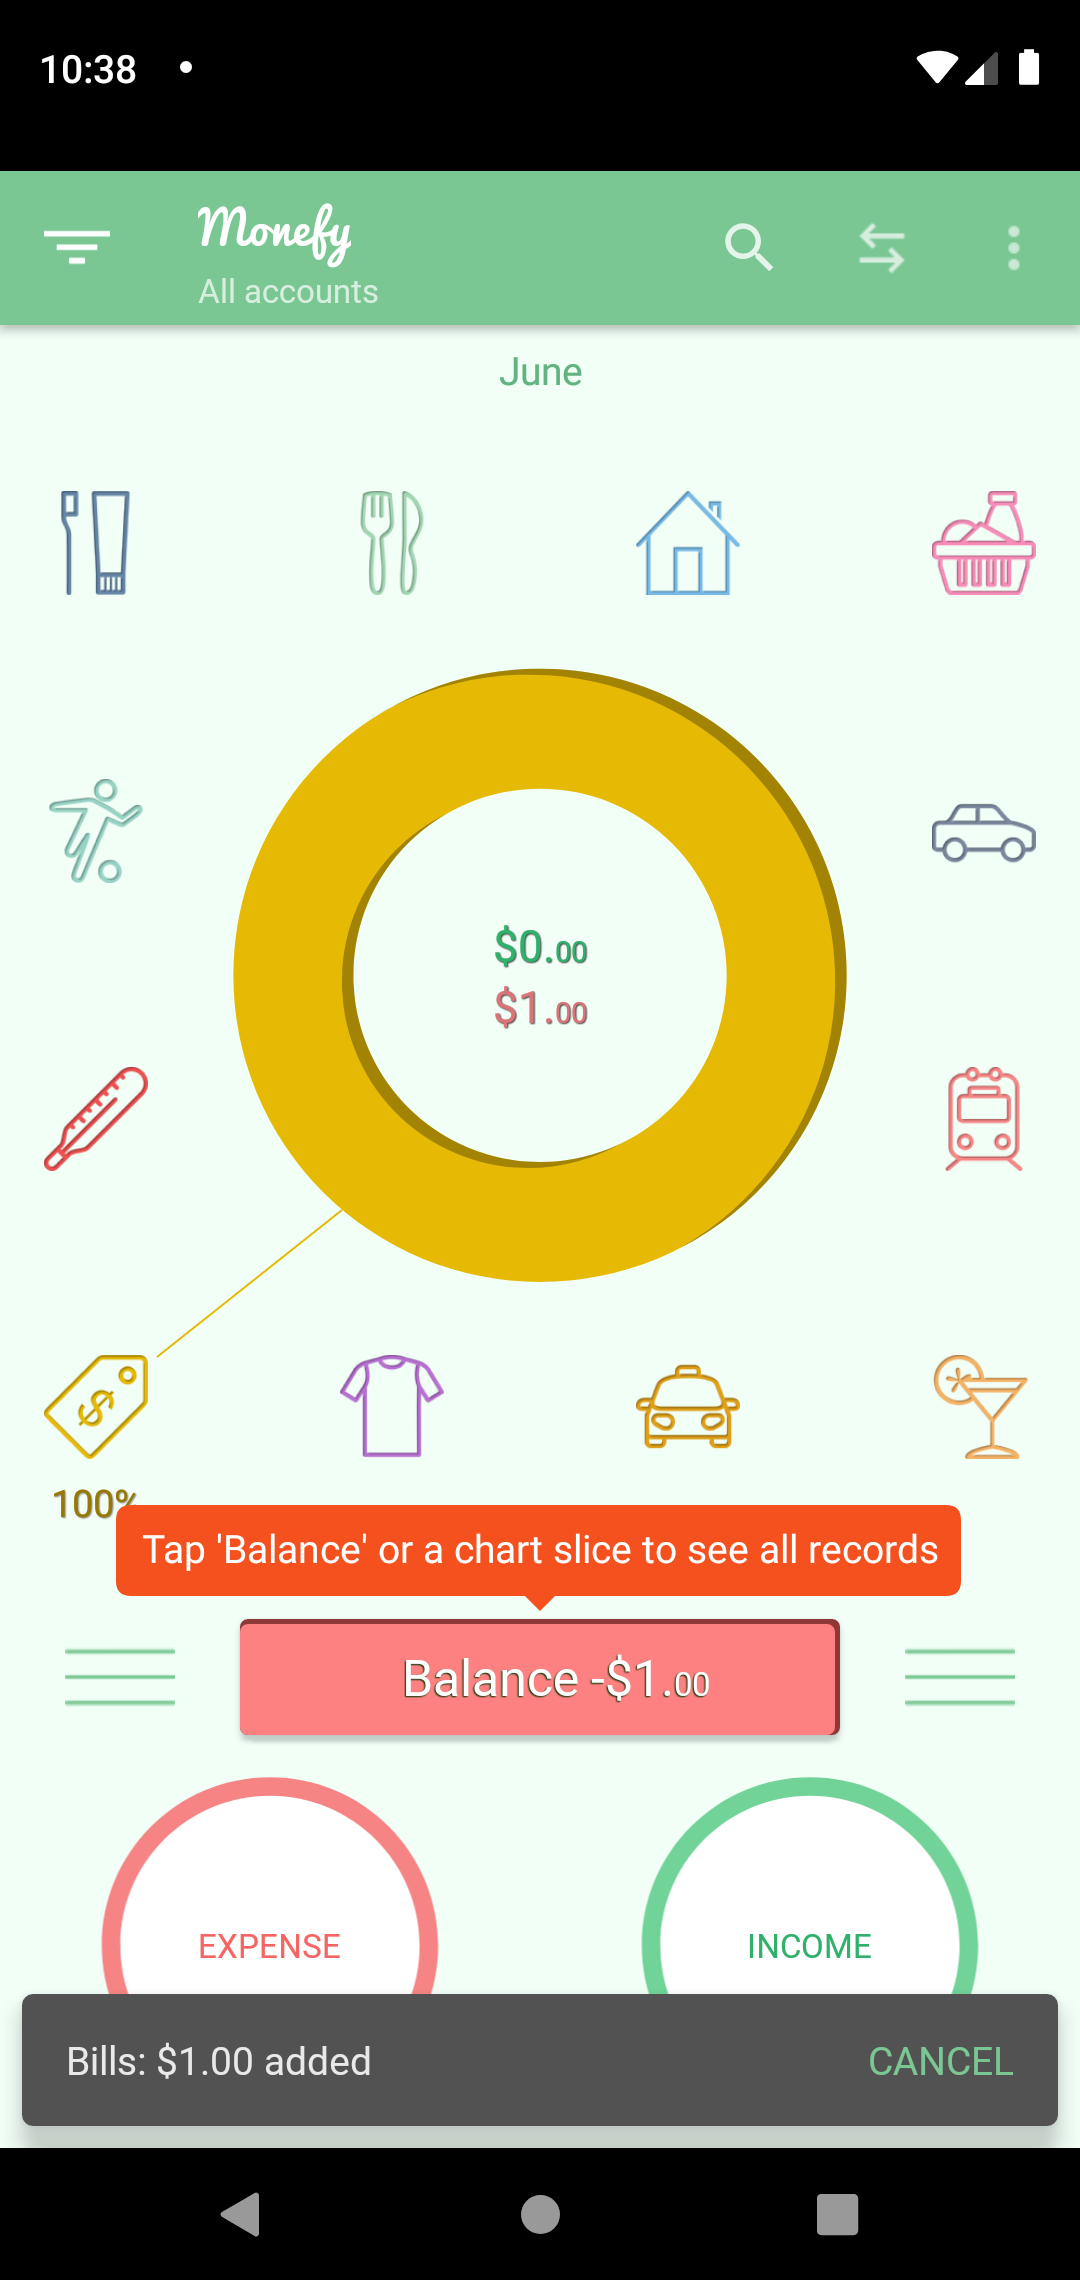 10:38
Monefy
All accounts
June
$0.00
$1.00
100%
Tap 'Balance' or a chart slice to see all records
Balance -$1.00
EXPENSE
INCOME
Bills: $1.00 added
CANCEL